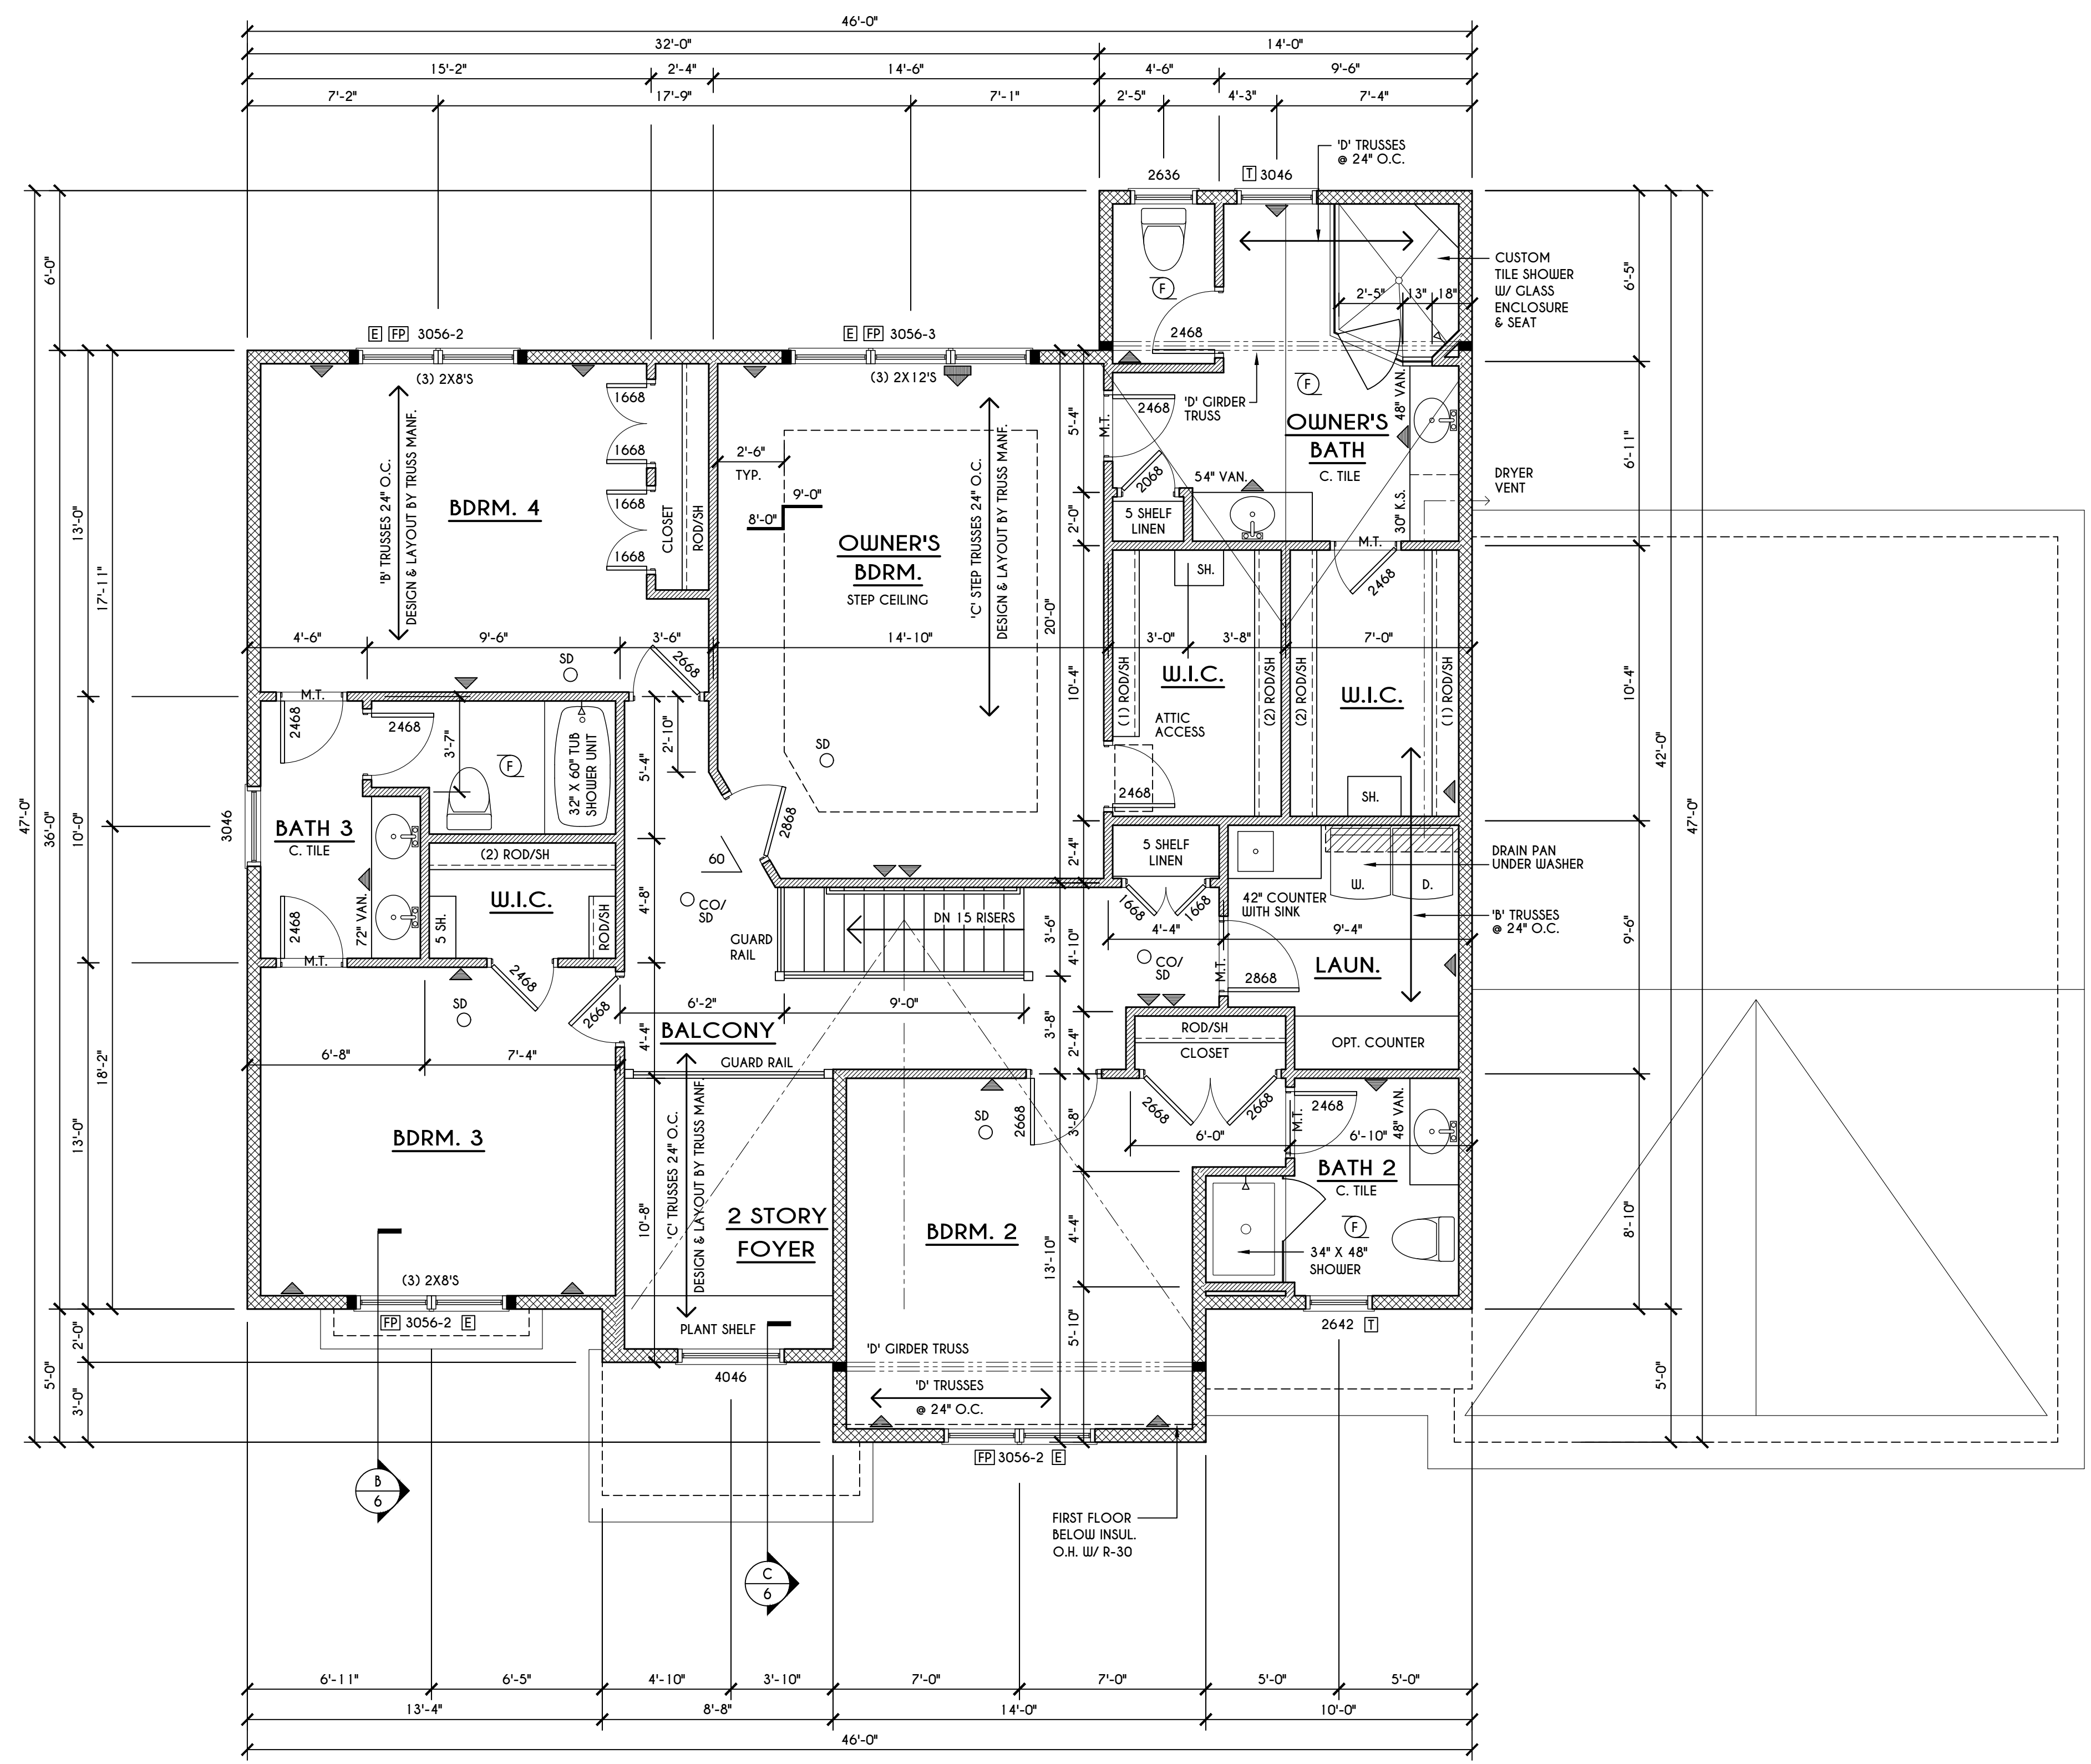 46'-0"
32'-0" 14'-0"
15'-2" 2'-4" 14'-6" 4'-6" 9'-6"
7'-2" 17'-9" 7'-1" 2'-5" 4'-3" 7'-4"
'D' TRUSSES
@ 24" O.C.
2636 T 3046
CUSTOM
TILE SHOWER
W/ GLASS
ENCLOSURE
& SEAT
2'-5" 13" 18"
F
2468
E FP 3056-2
(3) 2X8'S
E FP 3056-3
(3) 2X12'S
47'-0"
6'-0"
36'-0"
5'-0"
13'-0"
10'-0"
13'-0"
2'-0"
3'-0"
17'-11"
18'-2"
6'-5"
6'-11"
10'-4"
9'-6"
8'-10"
42'-0"
5'-0"
47'-0"
1668
1668
1668
1668
CLOSET
ROD/SH
'B' TRUSSES 24" O.C.
DESIGN & LAYOUT BY TRUSS MANF.
BDRM. 4
2'-6"
TYP.
9'-0"
8'-0"
OWNER'S
BDRM.
STEP CEILING
'C' STEP TRUSSES 24" O.C.
DESIGN & LAYOUT BY TRUSS MANF.
20'-0"
5'-4"
2'-0"
10'-4"
2'-4"
M.T.
2468
'D' GIRDER
TRUSS
F
OWNER'S
BATH
C. TILE
48" VAN.
30" K.S.
DRYER
VENT
2068
54" VAN.
5 SHELF
LINEN
M.T.
2468
SH.
4'-6" 9'-6" 3'-6" 14'-10" 3'-0" 3'-8" 7'-0"
SD
2668
(1) ROD/SH
W.I.C.
(2) ROD/SH
(2) ROD/SH
W.I.C.
(1) ROD/SH
ATTIC
ACCESS
2468
SH.
SD
M.T.
2468
2468
3'-7"
F
32" X 60" TUB
SHOWER UNIT
5'-4"
2'-10"
3046
BATH 3
C. TILE
(2) ROD/SH
W.I.C.
5 SH.
ROD/SH
72" VAN.
2468
M.T.
2468
SD
2668
4'-8"
60
2868
CO/
SD
GUARD
RAIL
DN 15 RISERS
3'-6"
4'-10"
3'-8"
2'-4"
5 SHELF
LINEN
1668
1668
42" COUNTER
WITH SINK
W.
D.
DRAIN PAN
UNDER WASHER
'B' TRUSSES
@ 24" O.C.
4'-4" 9'-4"
CO/
SD
M.T.
2868
LAUN.
OPT. COUNTER
6'-2" 9'-0"
BALCONY
4'-4"
GUARD RAIL
ROD/SH
CLOSET
2668
2668
6'-8" 7'-4"
BDRM. 3
(3) 2X8'S
FP 3056-2 E
10'-8"
'C' TRUSSES 24" O.C.
DESIGN & LAYOUT BY TRUSS MANF.
2 STORY
FOYER
PLANT SHELF
4046
SD
2668
3'-8"
BDRM. 2
13'-10"
4'-4"
5'-10"
'D' GIRDER TRUSS
'D' TRUSSES
@ 24" O.C.
FP 3056-2 E
6'-0" 6'-10"
M.T.
2468
48" VAN.
BATH 2
C. TILE
F
34" X 48"
SHOWER
2642 T
FIRST FLOOR
BELOW INSUL.
O.H. W/ R-30
B
6
C
6
6'-11" 6'-5" 4'-10" 3'-10" 7'-0" 7'-0" 5'-0" 5'-0"
13'-4" 8'-8" 14'-0" 10'-0"
46'-0"